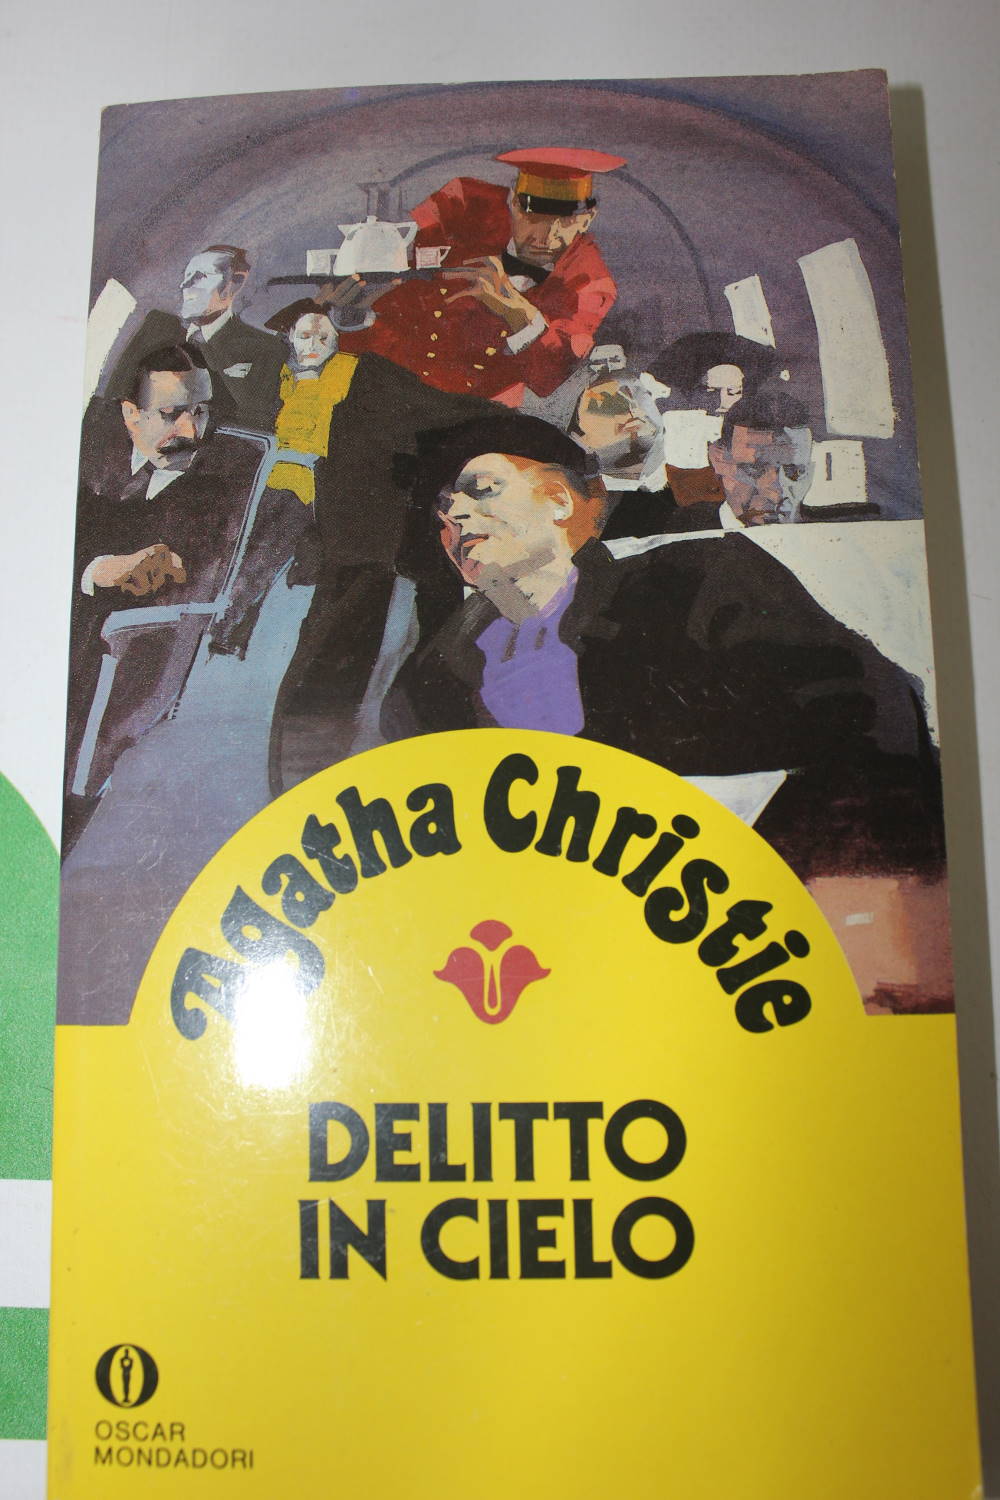 Agatha Christie
DELITTO
IN CIELO
OSCAR
MONDADORI